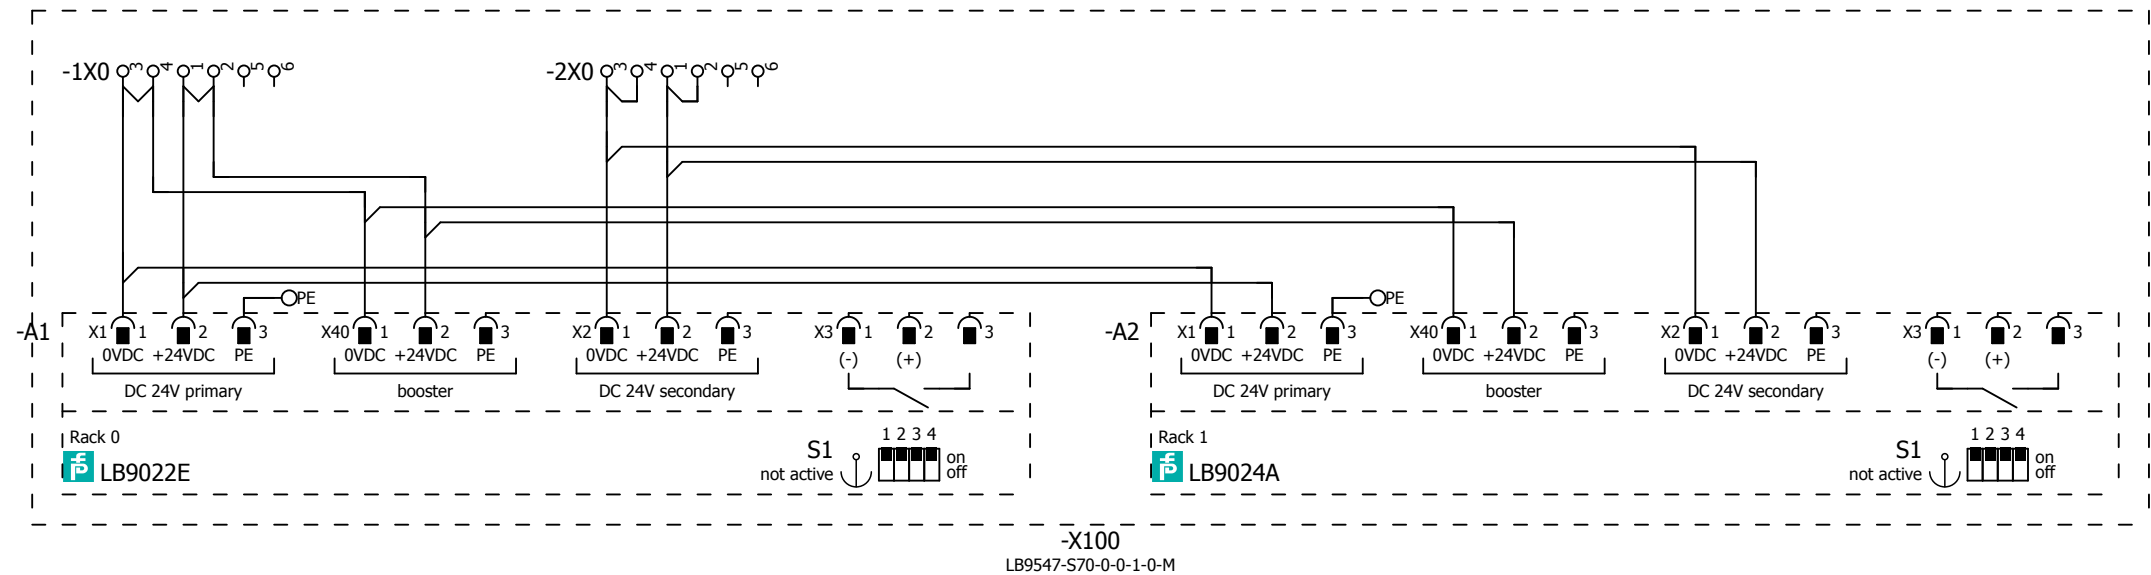 -1X0 3 4 1 2 5 6 -2X0 3 4 1 2 5 6
PE PE
-A1 X1 1 2 3 X40 1 2 3 X2 1 2 3 X3 1 2 3 -A2 X1 1 2 3 X40 1 2 3 X2 1 2 3 X3 1 2 3
0VDC +24VDC PE 0VDC +24VDC PE 0VDC +24VDC PE (-) (+) 0VDC +24VDC PE 0VDC +24VDC PE 0VDC +24VDC PE (-) (+)
DC 24V primary booster DC 24V secondary DC 24V primary booster DC 24V secondary
Rack 0 1 2 3 4 Rack 1 1 2 3 4
S1 on S1 on
LB9022E not active off LB9024A not active off
-X100
LB9547-S70-0-0-1-0-M